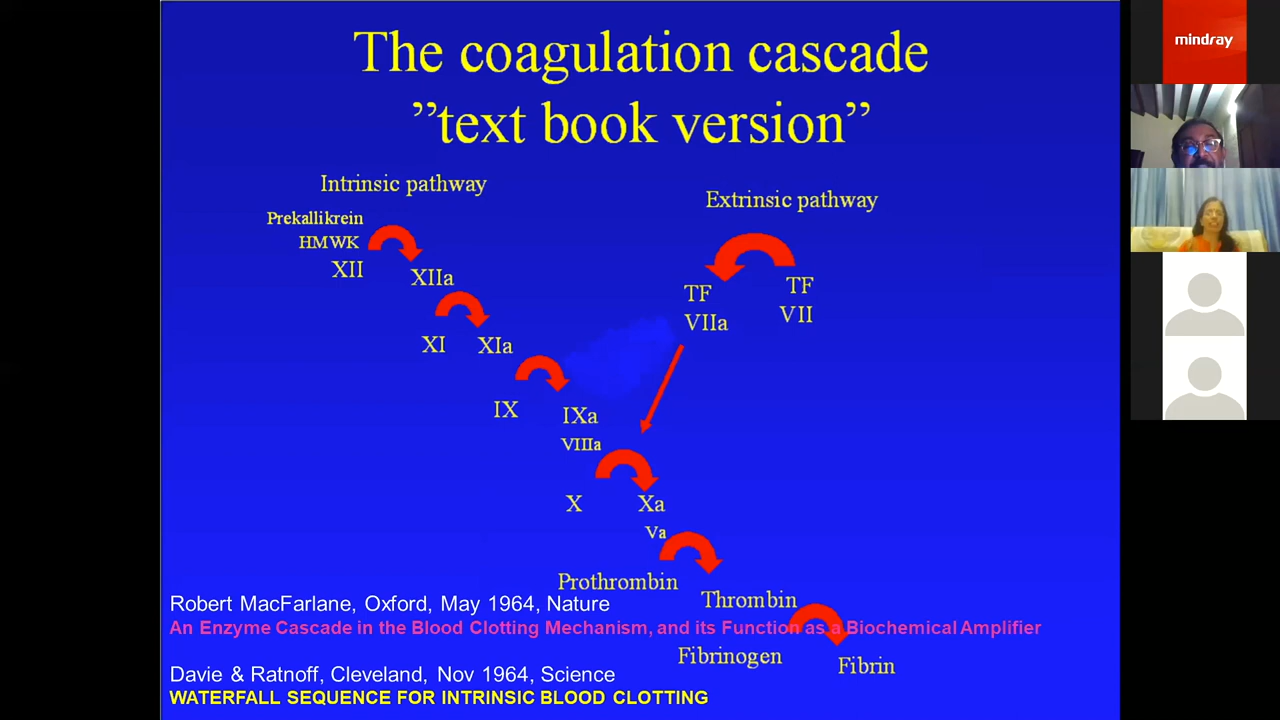 The coagulation cascade
”text book version”
Intrinsic pathway
Extrinsic pathway
Prekallikrein
HMWK
XII
XIIa
TF
VII
TF
VIIa
XI
XIa
IX
IXa
VIIIa
X
Xa
Va
Prothrombin
Thrombin
Fibrinogen
Fibrin
Robert MacFarlane, Oxford, May 1964, Nature
An Enzyme Cascade in the Blood Clotting Mechanism, and its Function as a Biochemical Amplifier
Davie & Ratnoff, Cleveland, Nov 1964, Science
WATERFALL SEQUENCE FOR INTRINSIC BLOOD CLOTTING
mindray